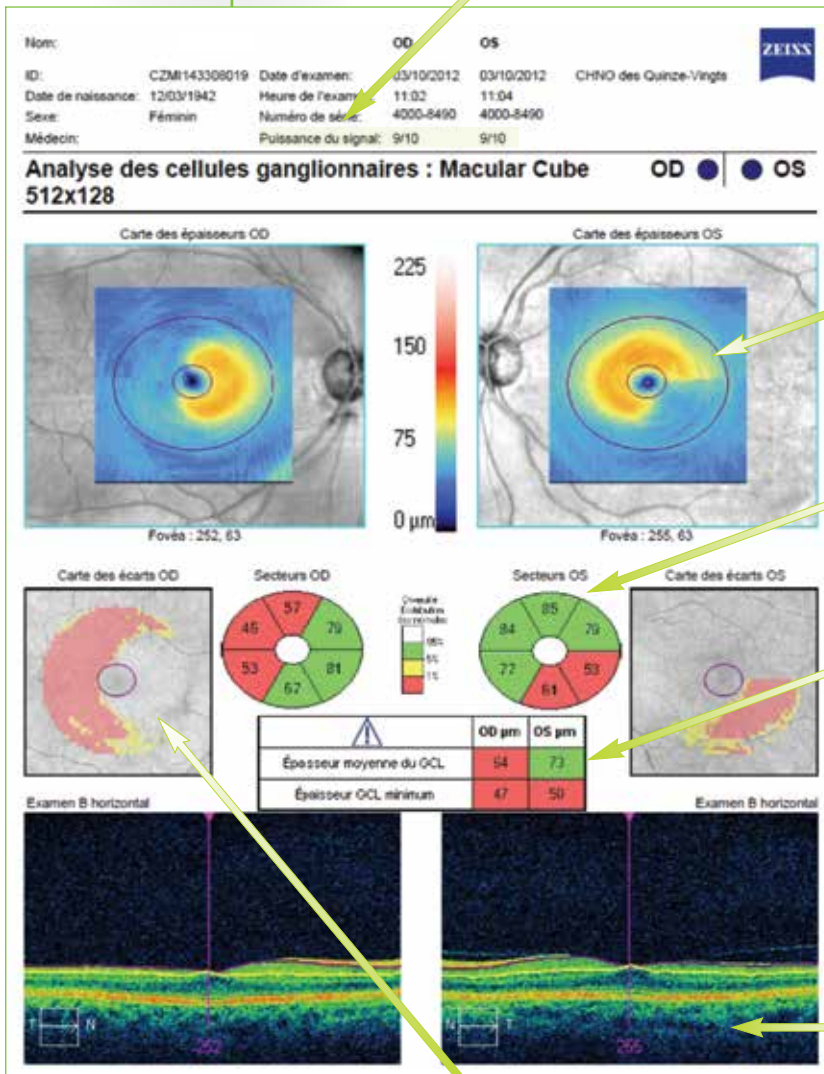 Nom: OD OS
ZEISS
ID: CZMI143308019 Date d'examen: 03/10/2012 03/10/2012 CHNO des Quinze-Vingts
Date de naissance: 12/03/1942 Heure de l'examen 11:02 11:04
Sexe: Féminin Numéro de série: 4000-8490 4000-8490
Médecin: Puissance du signal: 9/10 9/10
Analyse des cellules ganglionnaires : Macular Cube OD OS
512x128
Carte des épaisseurs OD Carte des épaisseurs OS
225
150
75
0 µm
Fovéa : 252, 63 Fovéa : 255, 63
Carte des écarts OD Secteurs OD Secteurs OS Carte des écarts OS
57 79 81 67 53 45
95% 5% 1%
85 79 53 61 77 84
OD µm OS µm
Épaisseur moyenne du GCL 64 73
Épaisseur GCL minimum 47 50
Examen B horizontal Examen B horizontal
T N 252
T N 255